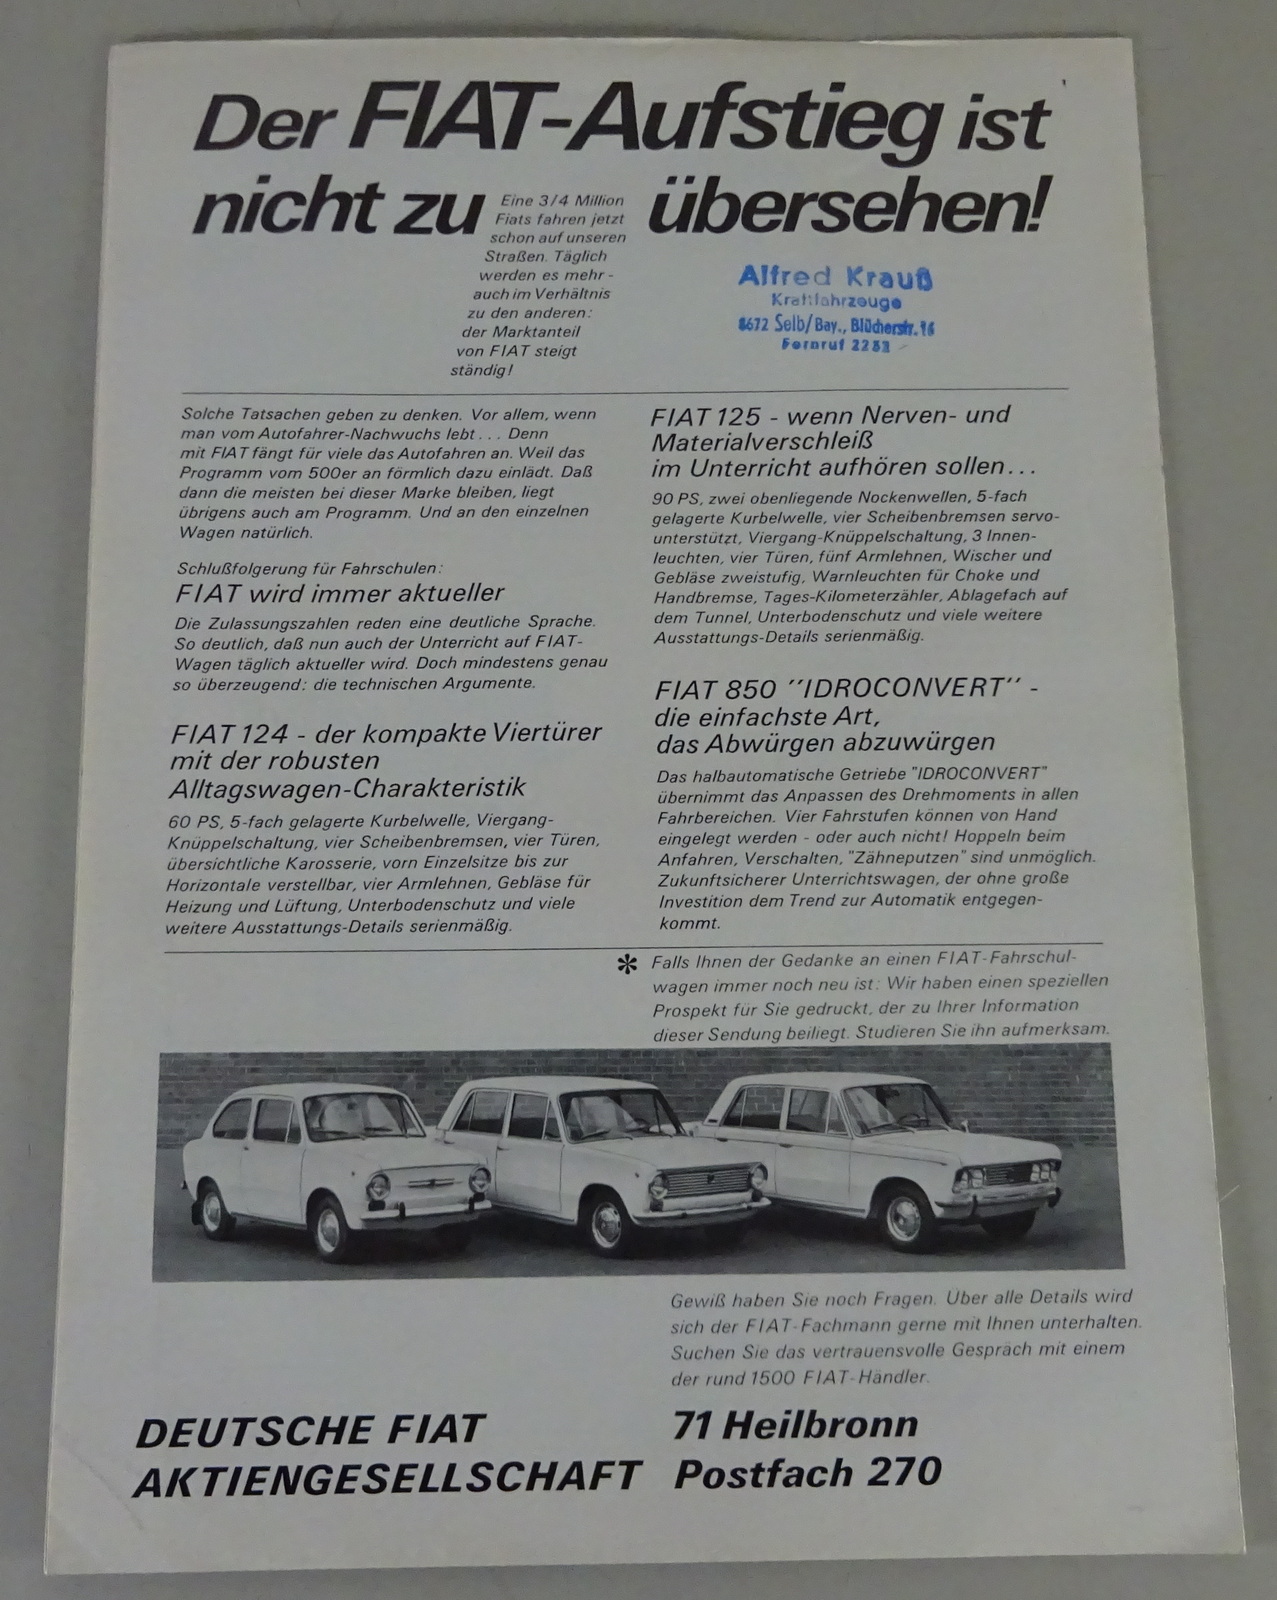 Der FIAT-Aufstieg ist
nicht zu übersehen!
Eine 3/4 Million
Fiats fahren jetzt
schon auf unseren
Straßen. Täglich
werden es mehr -
auch im Verhältnis
zu den anderen:
der Marktanteil
von FIAT steigt
ständig!
Alfred Krauß
Kraftfahrzeuge
8672 Selb/Bay., Blücherstr. 16
Fernruf 2252
Solche Tatsachen geben zu denken. Vor allem, wenn
man vom Autofahrer-Nachwuchs lebt . . . Denn
mit FIAT fängt für viele das Autofahren an. Weil das
Programm vom 500er an förmlich dazu einlädt. Daß
dann die meisten bei dieser Marke bleiben, liegt
übrigens auch am Programm. Und an den einzelnen
Wagen natürlich.
Schlußfolgerung für Fahrschulen:
FIAT wird immer aktueller
Die Zulassungszahlen reden eine deutliche Sprache.
So deutlich, daß nun auch der Unterricht auf FIAT-
Wagen täglich aktueller wird. Doch mindestens genau
so überzeugend: die technischen Argumente.
FIAT 124 - der kompakte Viertürer
mit der robusten
Alltagswagen-Charakteristik
60 PS, 5-fach gelagerte Kurbelwelle, Viergang-
Knüppelschaltung, vier Scheibenbremsen, vier Türen,
übersichtliche Karosserie, vorn Einzelsitze bis zur
Horizontale verstellbar, vier Armlehnen, Gebläse für
Heizung und Lüftung, Unterbodenschutz und viele
weitere Ausstattungs-Details serienmäßig.
FIAT 125 - wenn Nerven- und
Materialverschleiß
im Unterricht aufhören sollen...
90 PS, zwei obenliegende Nockenwellen, 5-fach
gelagerte Kurbelwelle, vier Scheibenbremsen servo-
unterstützt, Viergang-Knüppelschaltung, 3 Innen-
leuchten, vier Türen, fünf Armlehnen, Wischer und
Gebläse zweistufig, Warnleuchten für Choke und
Handbremse, Tages-Kilometerzähler, Ablagefach auf
dem Tunnel, Unterbodenschutz und viele weitere
Ausstattungs-Details serienmäßig.
FIAT 850 ″IDROCONVERT″ -
die einfachste Art,
das Abwürgen abzuwürgen
Das halbautomatische Getriebe "IDROCONVERT"
übernimmt das Anpassen des Drehmoments in allen
Fahrbereichen. Vier Fahrstufen können von Hand
eingelegt werden - oder auch nicht! Hoppeln beim
Anfahren, Verschalten, "Zähneputzen" sind unmöglich.
Zukunftsicherer Unterrichtswagen, der ohne große
Investition dem Trend zur Automatik entgegen-
kommt.
* Falls Ihnen der Gedanke an einen FIAT-Fahrschul-
wagen immer noch neu ist: Wir haben einen speziellen
Prospekt für Sie gedruckt, der zu Ihrer Information
dieser Sendung beiliegt. Studieren Sie ihn aufmerksam.
Gewiß haben Sie noch Fragen. Über alle Details wird
sich der FIAT-Fachmann gerne mit Ihnen unterhalten.
Suchen Sie das vertrauensvolle Gespräch mit einem
der rund 1500 FIAT-Händler.
DEUTSCHE FIAT
AKTIENGESELLSCHAFT
71 Heilbronn
Postfach 270